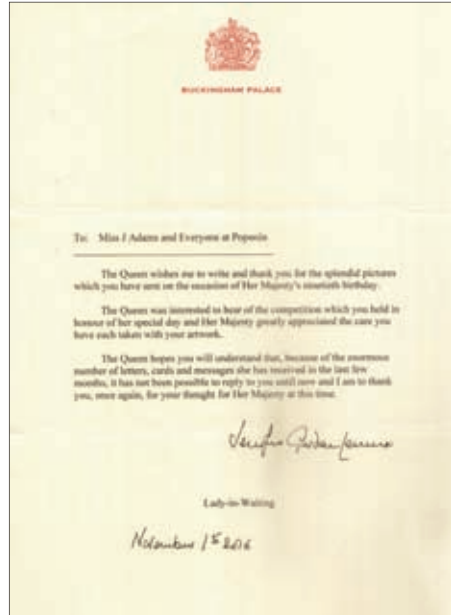 BUCKINGHAM PALACE
To: Miss J Adams and Everyone at
The Queen wishes me to write and thank you for the splendid pictures
which you have sent on the occasion of Her Majesty's ninetieth birthday.
The Queen was interested to hear of the competition which you held in
honour of her special day and Her Majesty greatly appreciated the care you
have each taken with your artwork.
The Queen hopes you will understand that, because of the enormous
number of letters, cards and messages she has received in the last few
months, it has not been possible to reply to you until now and I am to thank
you, once again, for your thought for Her Majesty at this time.
Lady-in-Waiting
November 1st 2016